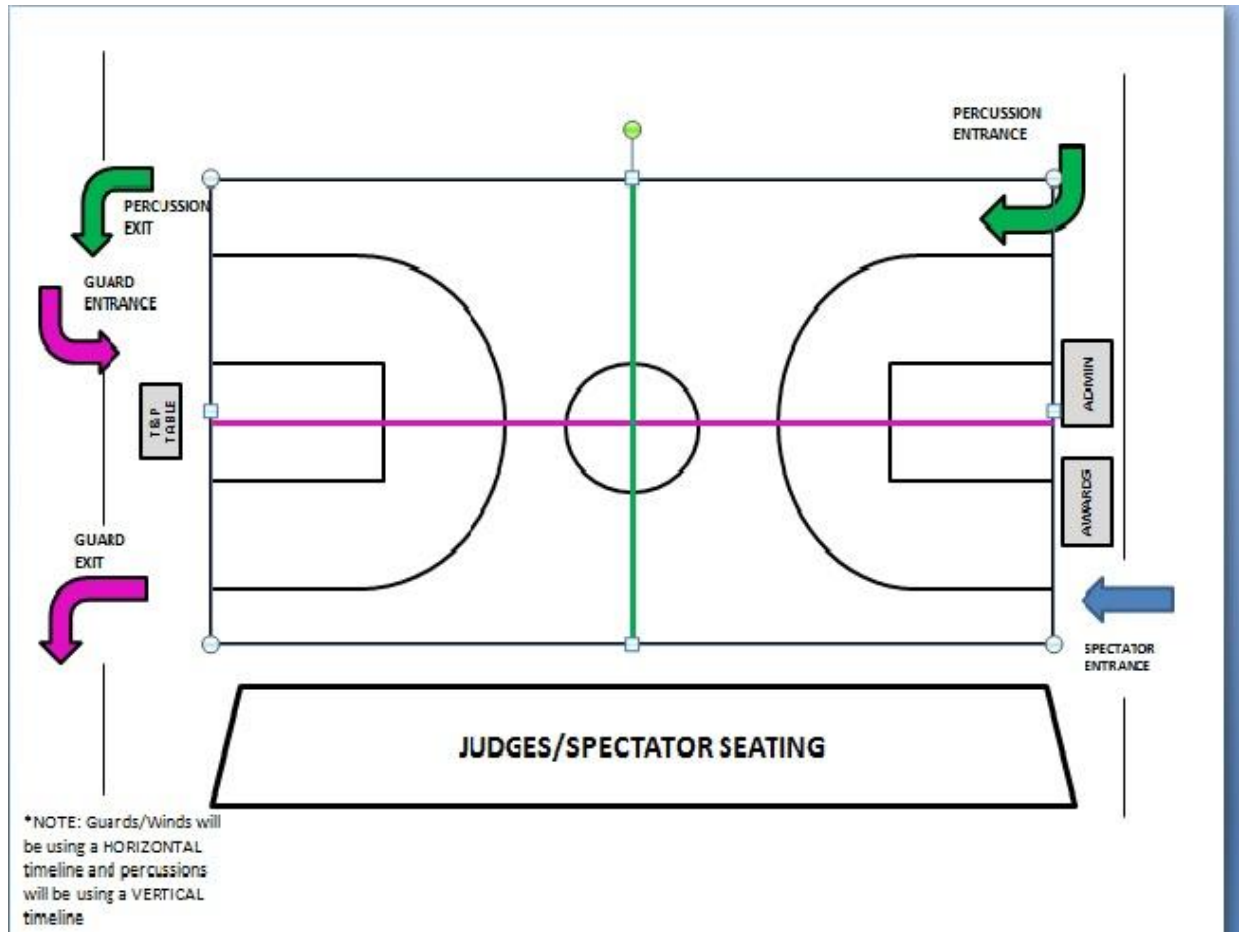 PERCUSSION
ENTRANCE
PERCUSSION
EXIT
GUARD
ENTRANCE
T&P
TABLE
ADMIIN
AWARDS
GUARD
EXIT
SPECTATOR
ENTRANCE
JUDGES/SPECTATOR SEATING
*NOTE: Guards/Winds will
be using a HORIZONTAL
timeline and percussions
will be using a VERTICAL
timeline